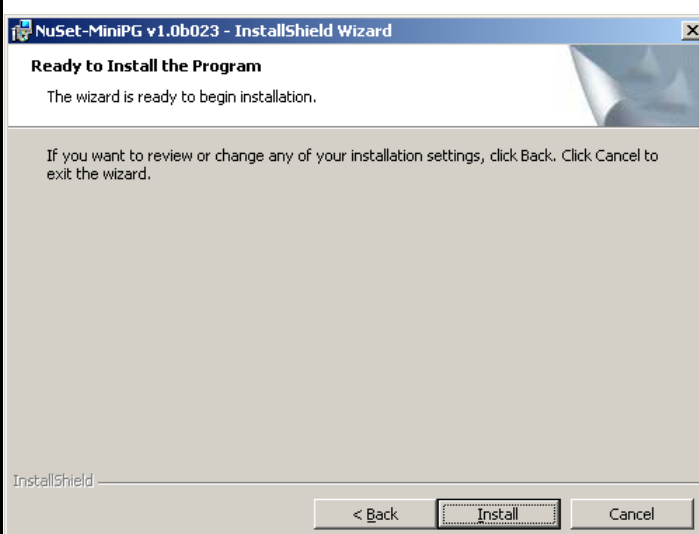 NuSet-MiniPG v1.0b023 - InstallShield Wizard
Ready to Install the Program
The wizard is ready to begin installation.
If you want to review or change any of your installation settings, click Back. Click Cancel to
exit the wizard.
InstallShield
< Back
Install
Cancel